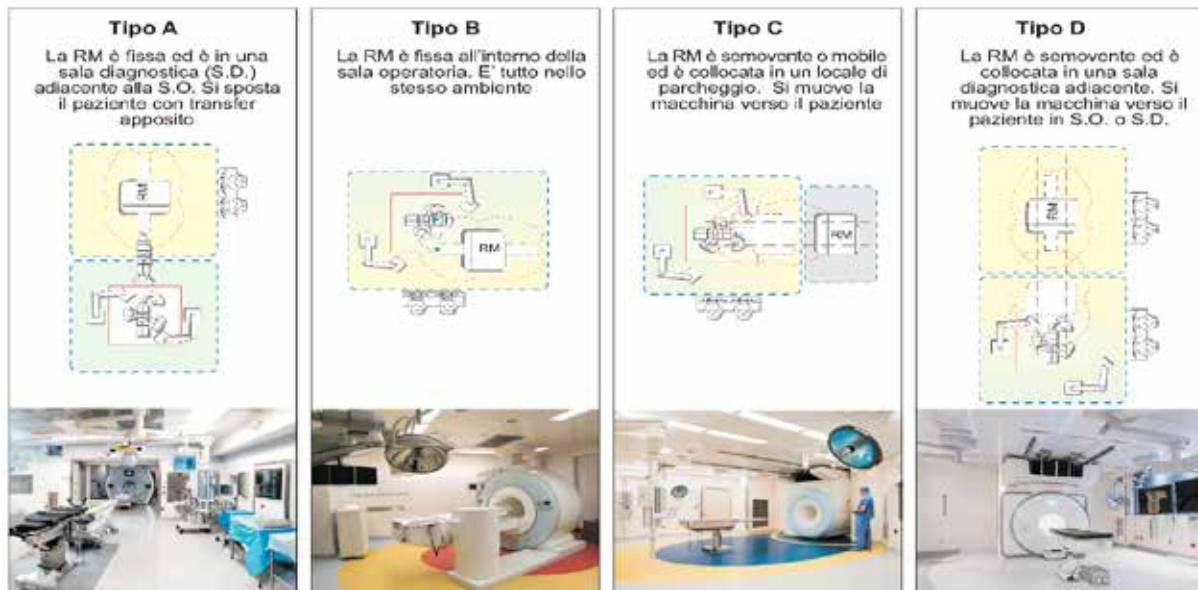 Tipo A
La RM è fissa ed è in una
sala diagnostica (S.D.)
adiacente alla S.O. Si sposta
il paziente con transfer
apposito
RM
Tipo B
La RM è fissa all'interno della
sala operatoria. E' tutto nello
stesso ambiente
RM
Tipo C
La RM è semovente o mobile
ed è collocata in un locale di
parcheggio. Si muove la
macchina verso il paziente
RM
Tipo D
La RM è semovente ed è
collocata in una sala
diagnostica adiacente. Si
muove la macchina verso il
paziente in S.O. o S.D.
RM